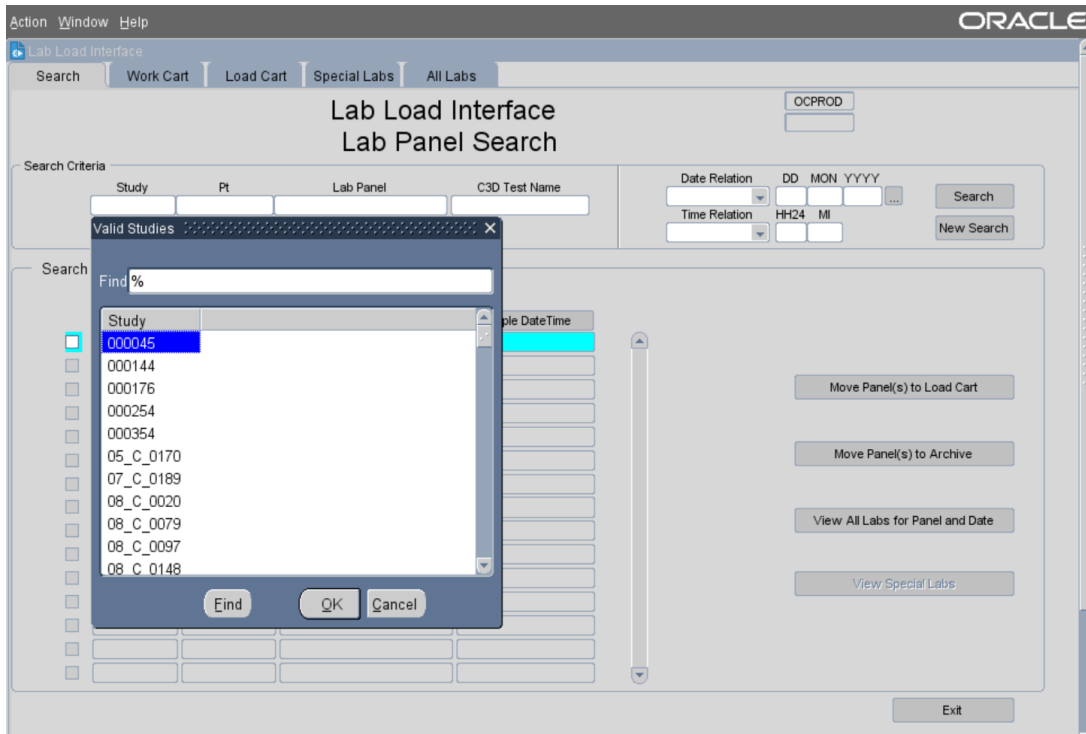 Action Window Help
ORACLE
Lab Load Interface
Search Work Cart Load Cart Special Labs All Labs
Lab Load Interface
Lab Panel Search
OCPROD
Search Criteria
Study Pt Lab Panel C3D Test Name
Date Relation DD MON YYYY
...
Search
Time Relation HH24 MI
New Search
Valid Studies
Find %
Study
000045
000144
000176
000254
000354
05_C_0170
07_C_0189
08_C_0020
08_C_0079
08_C_0097
08_C_0148
Find OK Cancel
Search
ple DateTime
Move Panel(s) to Load Cart
Move Panel(s) to Archive
View All Labs for Panel and Date
View Special Labs
Exit